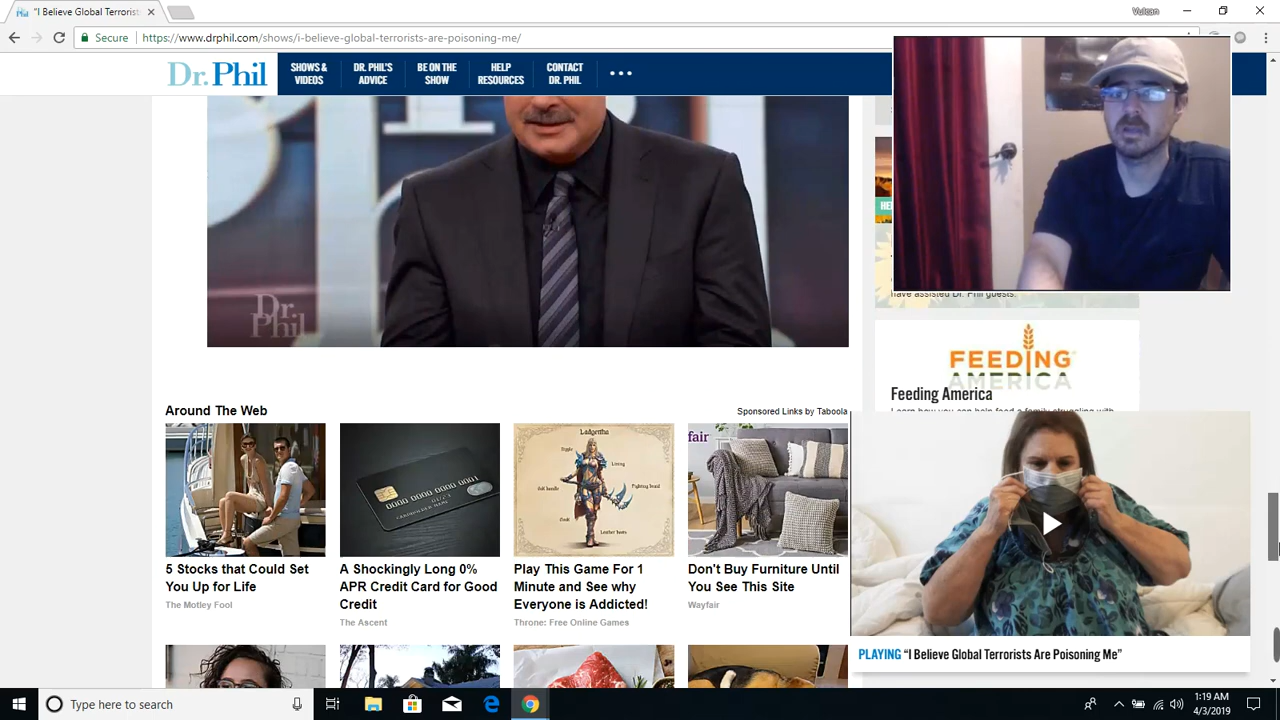 "I Believe Global Terrorist
Vulcan
Secure
https://www.drphil.com/shows/i-believe-global-terrorists-are-poisoning-me/
Dr. Phil
SHOWS & VIDEOS
DR. PHIL'S ADVICE
BE ON THE SHOW
HELP RESOURCES
CONTACT DR. PHIL
Dr.
Phil
have assisted Dr. Phil guests.
FEEDING
AMERICA
Feeding America
Around The Web
Sponsored Links by Taboola
Lagertha
fair
0000 0000 0000 0001
5 Stocks that Could Set
You Up for Life
The Motley Fool
A Shockingly Long 0%
APR Credit Card for Good
Credit
The Ascent
Play This Game For 1
Minute and See why
Everyone is Addicted!
Throne: Free Online Games
Don't Buy Furniture Until
You See This Site
Wayfair
PLAYING "I Believe Global Terrorists Are Poisoning Me"
Type here to search
1:19 AM
4/3/2019